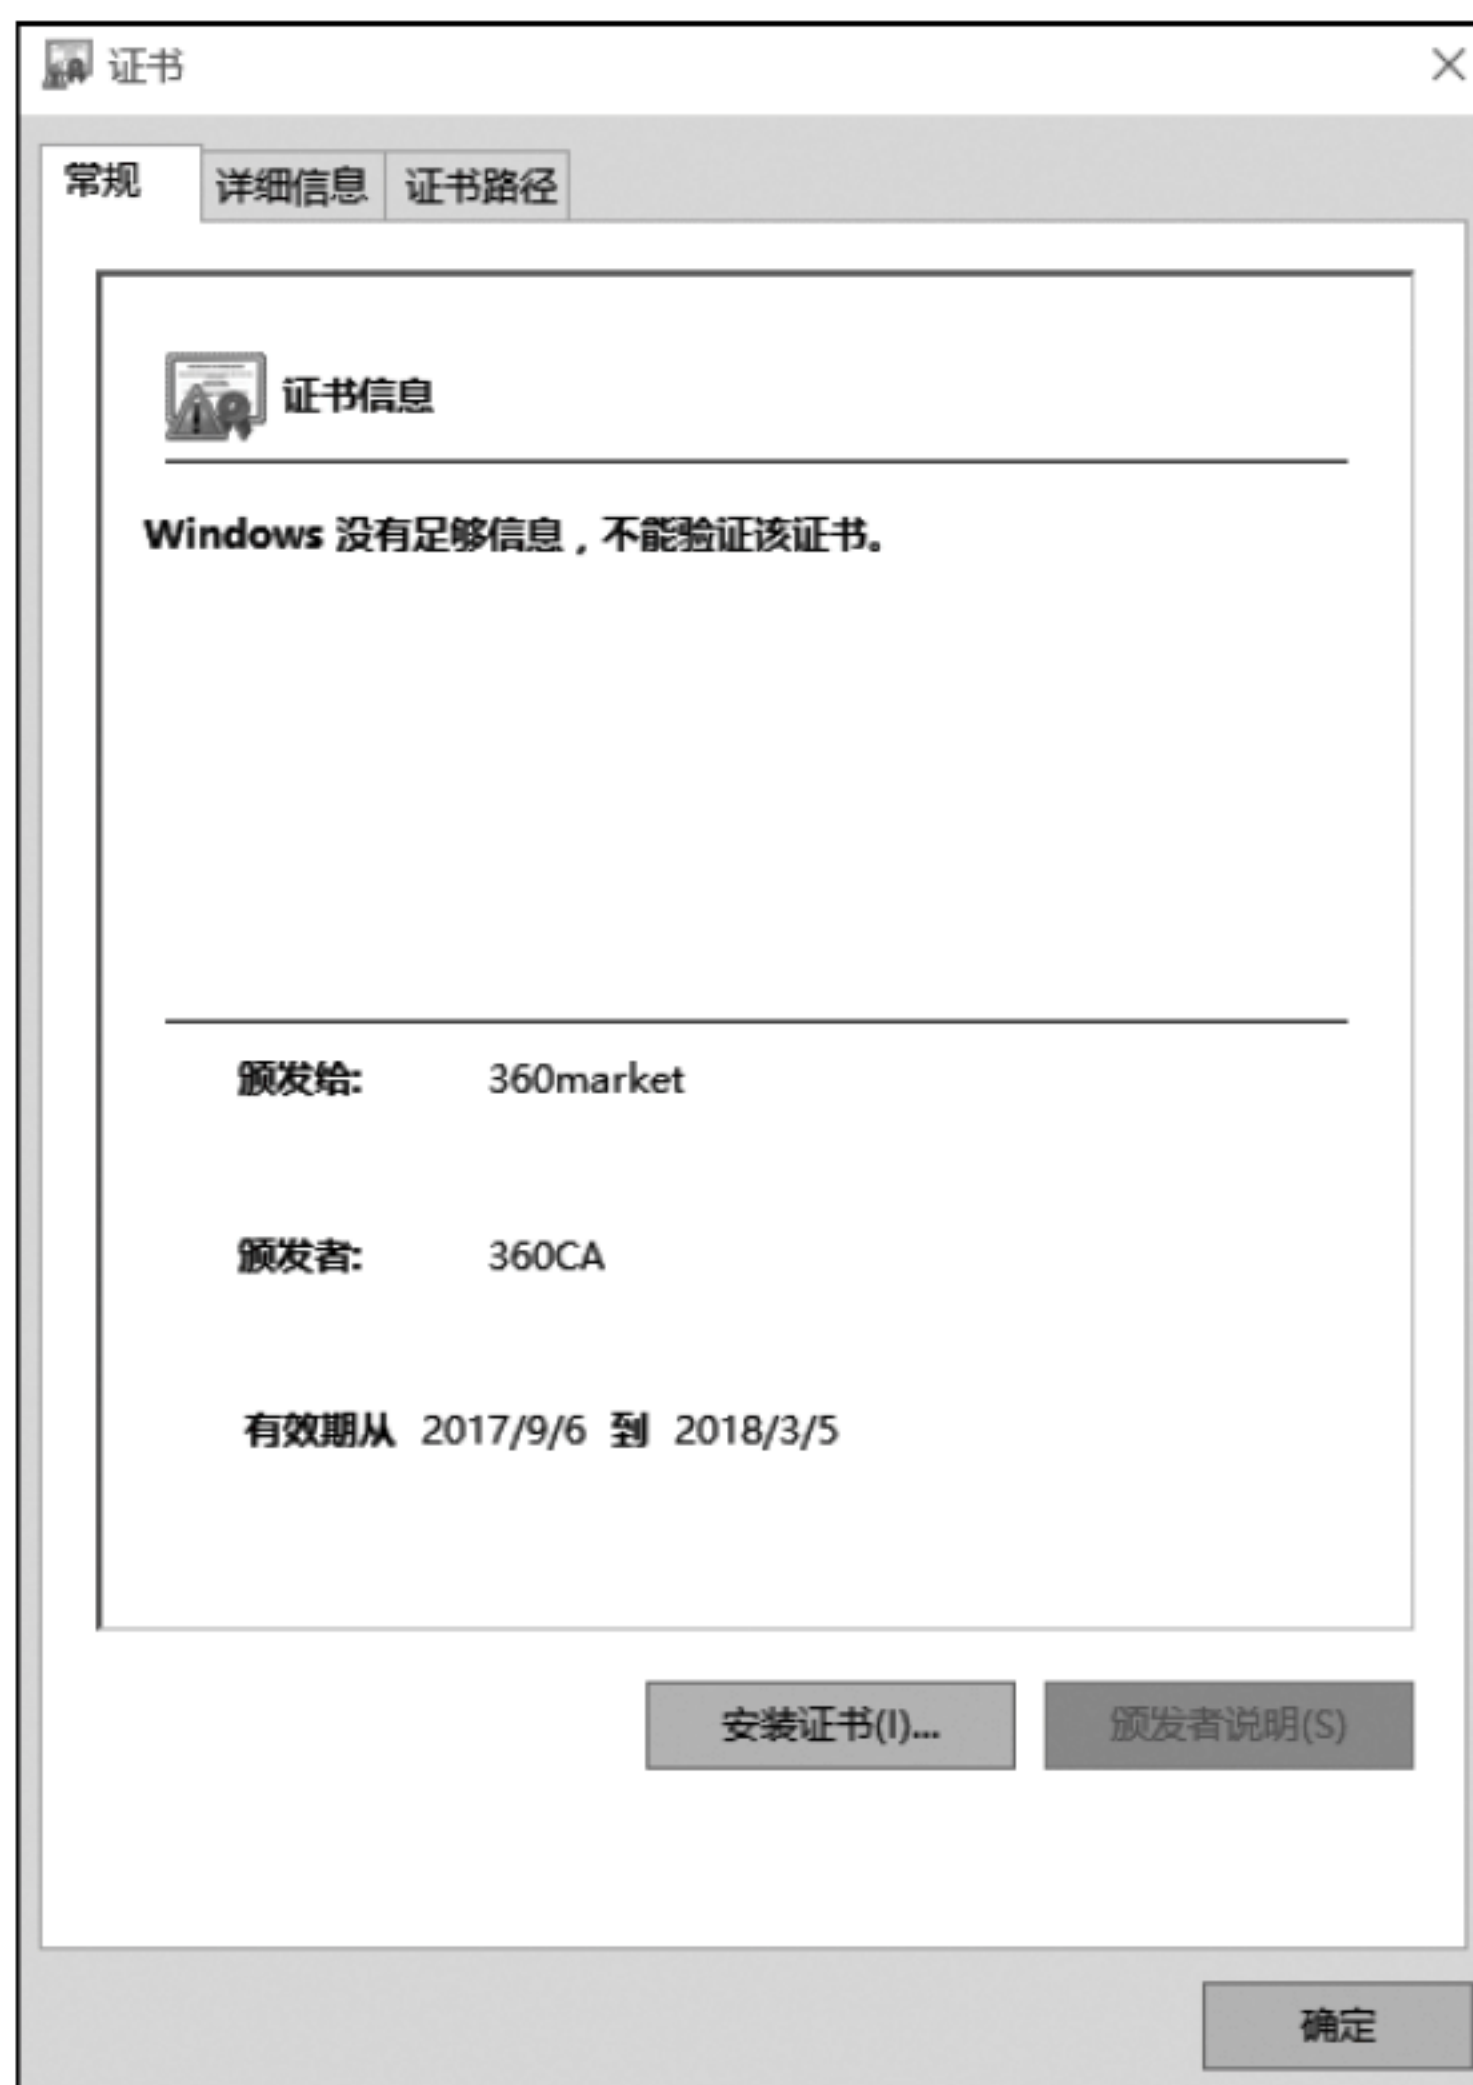 证书
常规 详细信息 证书路径
证书信息
Windows 没有足够信息，不能验证该证书。
颁发给: 360market
颁发者: 360CA
有效期从 2017/9/6 到 2018/3/5
安装证书(I)... 颁发者说明(S)
确定